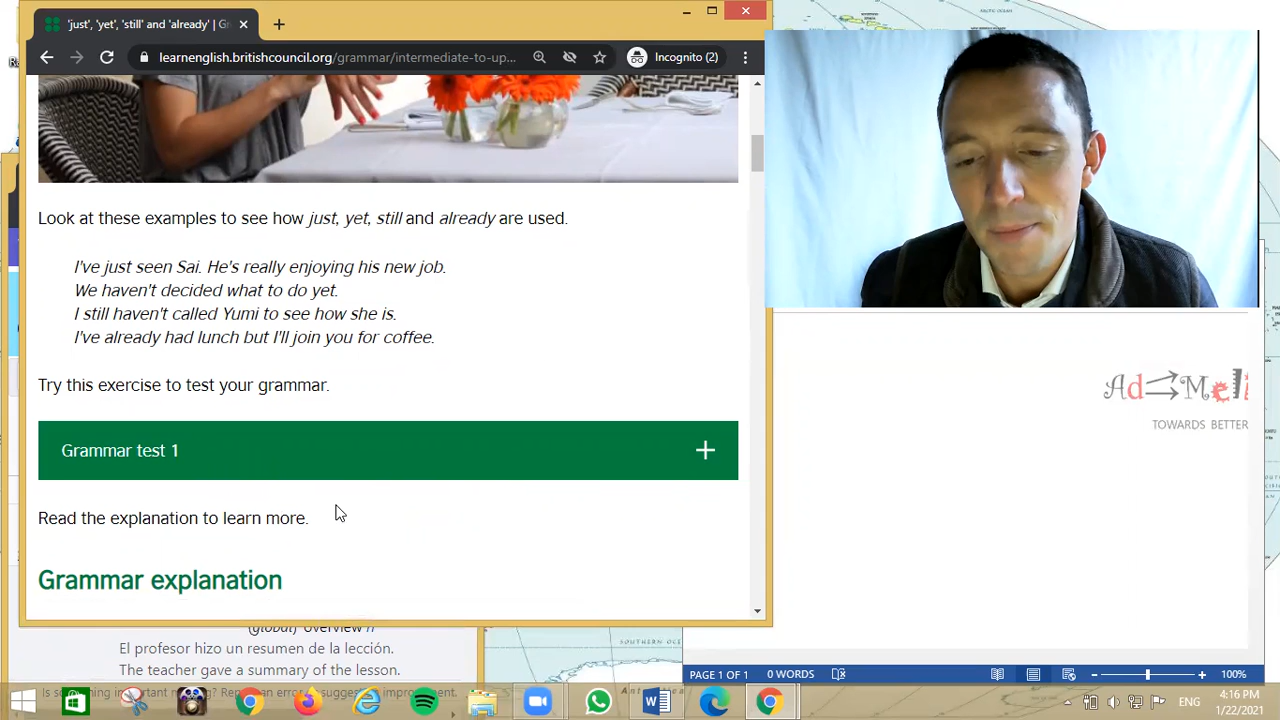 'just', 'yet', 'still' and 'already' | Gr
learnenglish.britishcouncil.org/grammar/intermediate-to-up...
Incognito (2)
Look at these examples to see how just, yet, still and already are used.
I've just seen Sai. He's really enjoying his new job.
We haven't decided what to do yet.
I still haven't called Yumi to see how she is.
I've already had lunch but I'll join you for coffee.
Try this exercise to test your grammar.
Grammar test 1
Read the explanation to learn more.
Grammar explanation
TOWARDS BETTER
(global) Overview n
El profesor hizo un resumen de la lección.
The teacher gave a summary of the lesson.
SOUTHERN OCE
PAGE 1 OF 1
0 WORDS
100%
ENG
4:16 PM
1/22/2021